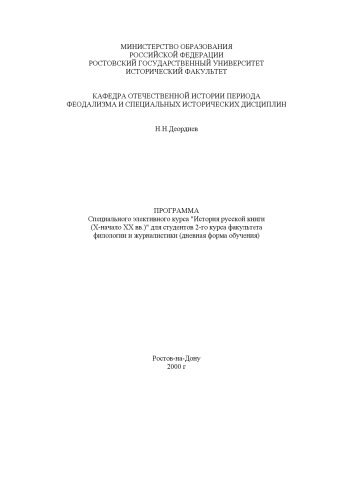 МИНИСТЕРСТВО ОБРАЗОВАНИЯ
РОССИЙСКОЙ ФЕДЕРАЦИИ
РОСТОВСКИЙ ГОСУДАРСТВЕННЫЙ УНИВЕРСИТЕТ
ИСТОРИЧЕСКИЙ ФАКУЛЬТЕТ
КАФЕДРА ОТЕЧЕСТВЕННОЙ ИСТОРИИ ПЕРИОДА
ФЕОДАЛИЗМА И СПЕЦИАЛЬНЫХ ИСТОРИЧЕСКИХ ДИСЦИПЛИН
Н.Н Деорднев
ПРОГРАММА
Специального элективного курса "История русской книги
(X-начало XX вв.)" для студентов 2-го курса факультета
филологии и журналистики (дневная форма обучения)
Ростов-на-Дону
2000 г